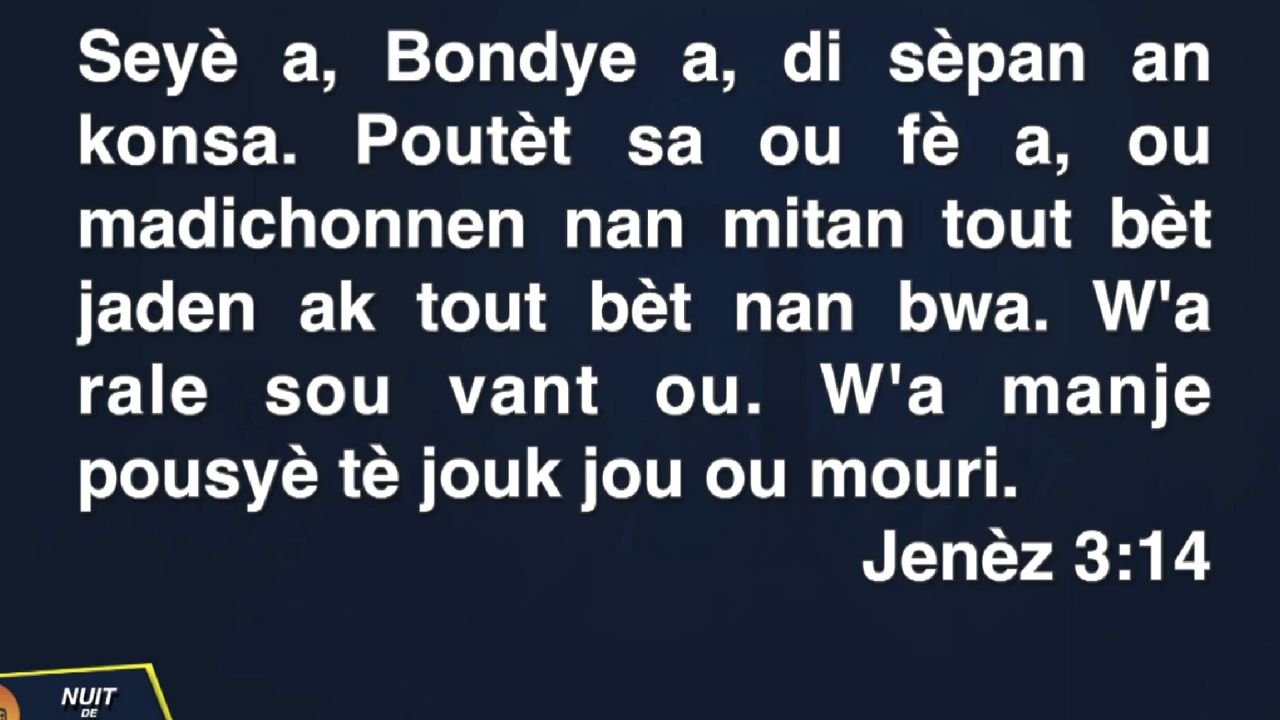 Seyè a, Bondye a, di sèpan an
konsa. Poutèt sa ou fè a, ou
madichonnen nan mitan tout bèt
jaden ak tout bèt nan bwa. W'a
rale sou vant ou. W'a manje
pousyè tè jouk jou ou mouri.
Jenèz 3:14
NUIT
DE